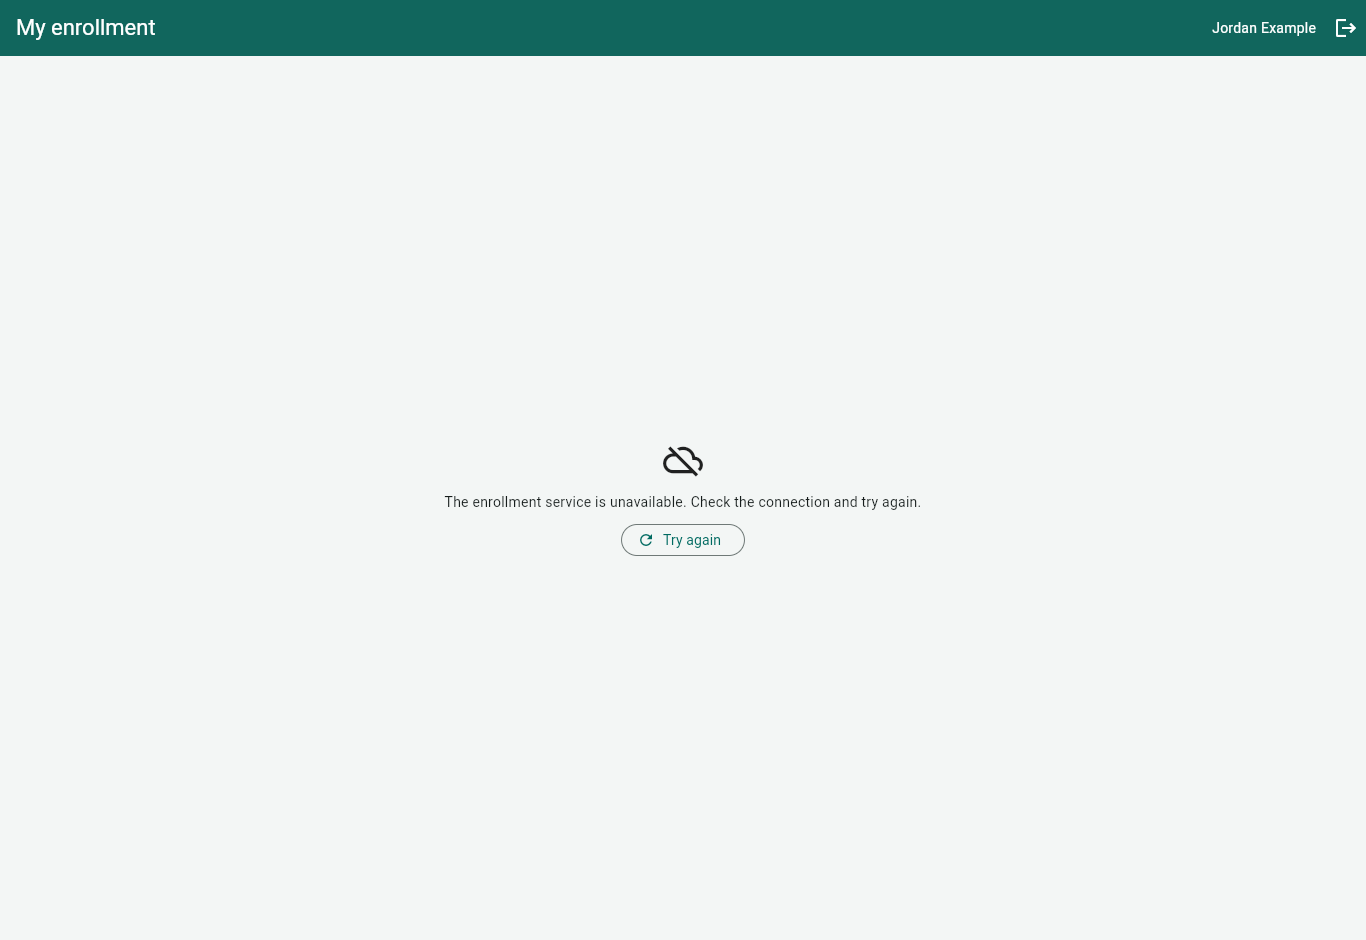 My enrollment
Jordan Example
The enrollment service is unavailable. Check the connection and try again.
Try again